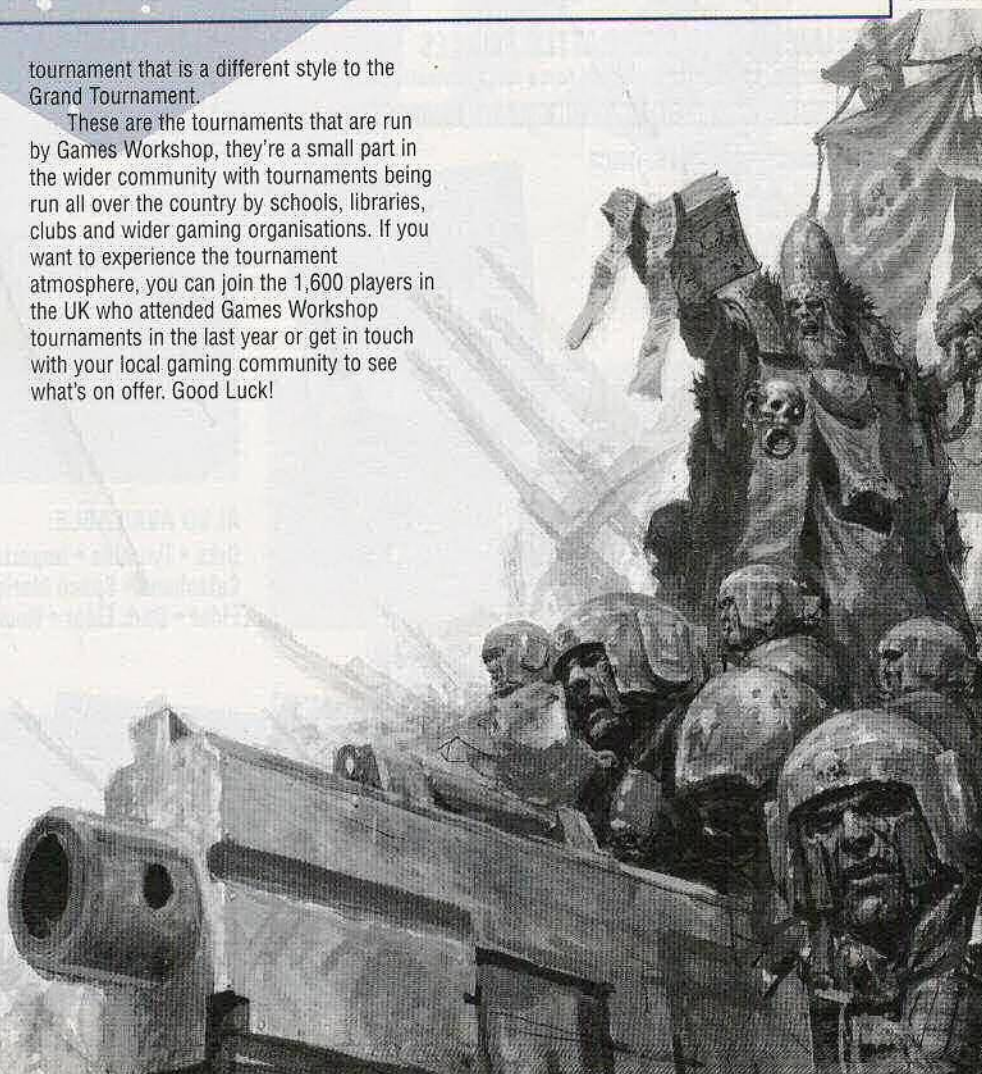 tournament that is a different style to the
Grand Tournament.
These are the tournaments that are run
by Games Workshop, they're a small part in
the wider community with tournaments being
run all over the country by schools, libraries,
clubs and wider gaming organisations. If you
want to experience the tournament
atmosphere, you can join the 1,600 players in
the UK who attended Games Workshop
tournaments in the last year or get in touch
with your local gaming community to see
what's on offer. Good Luck!